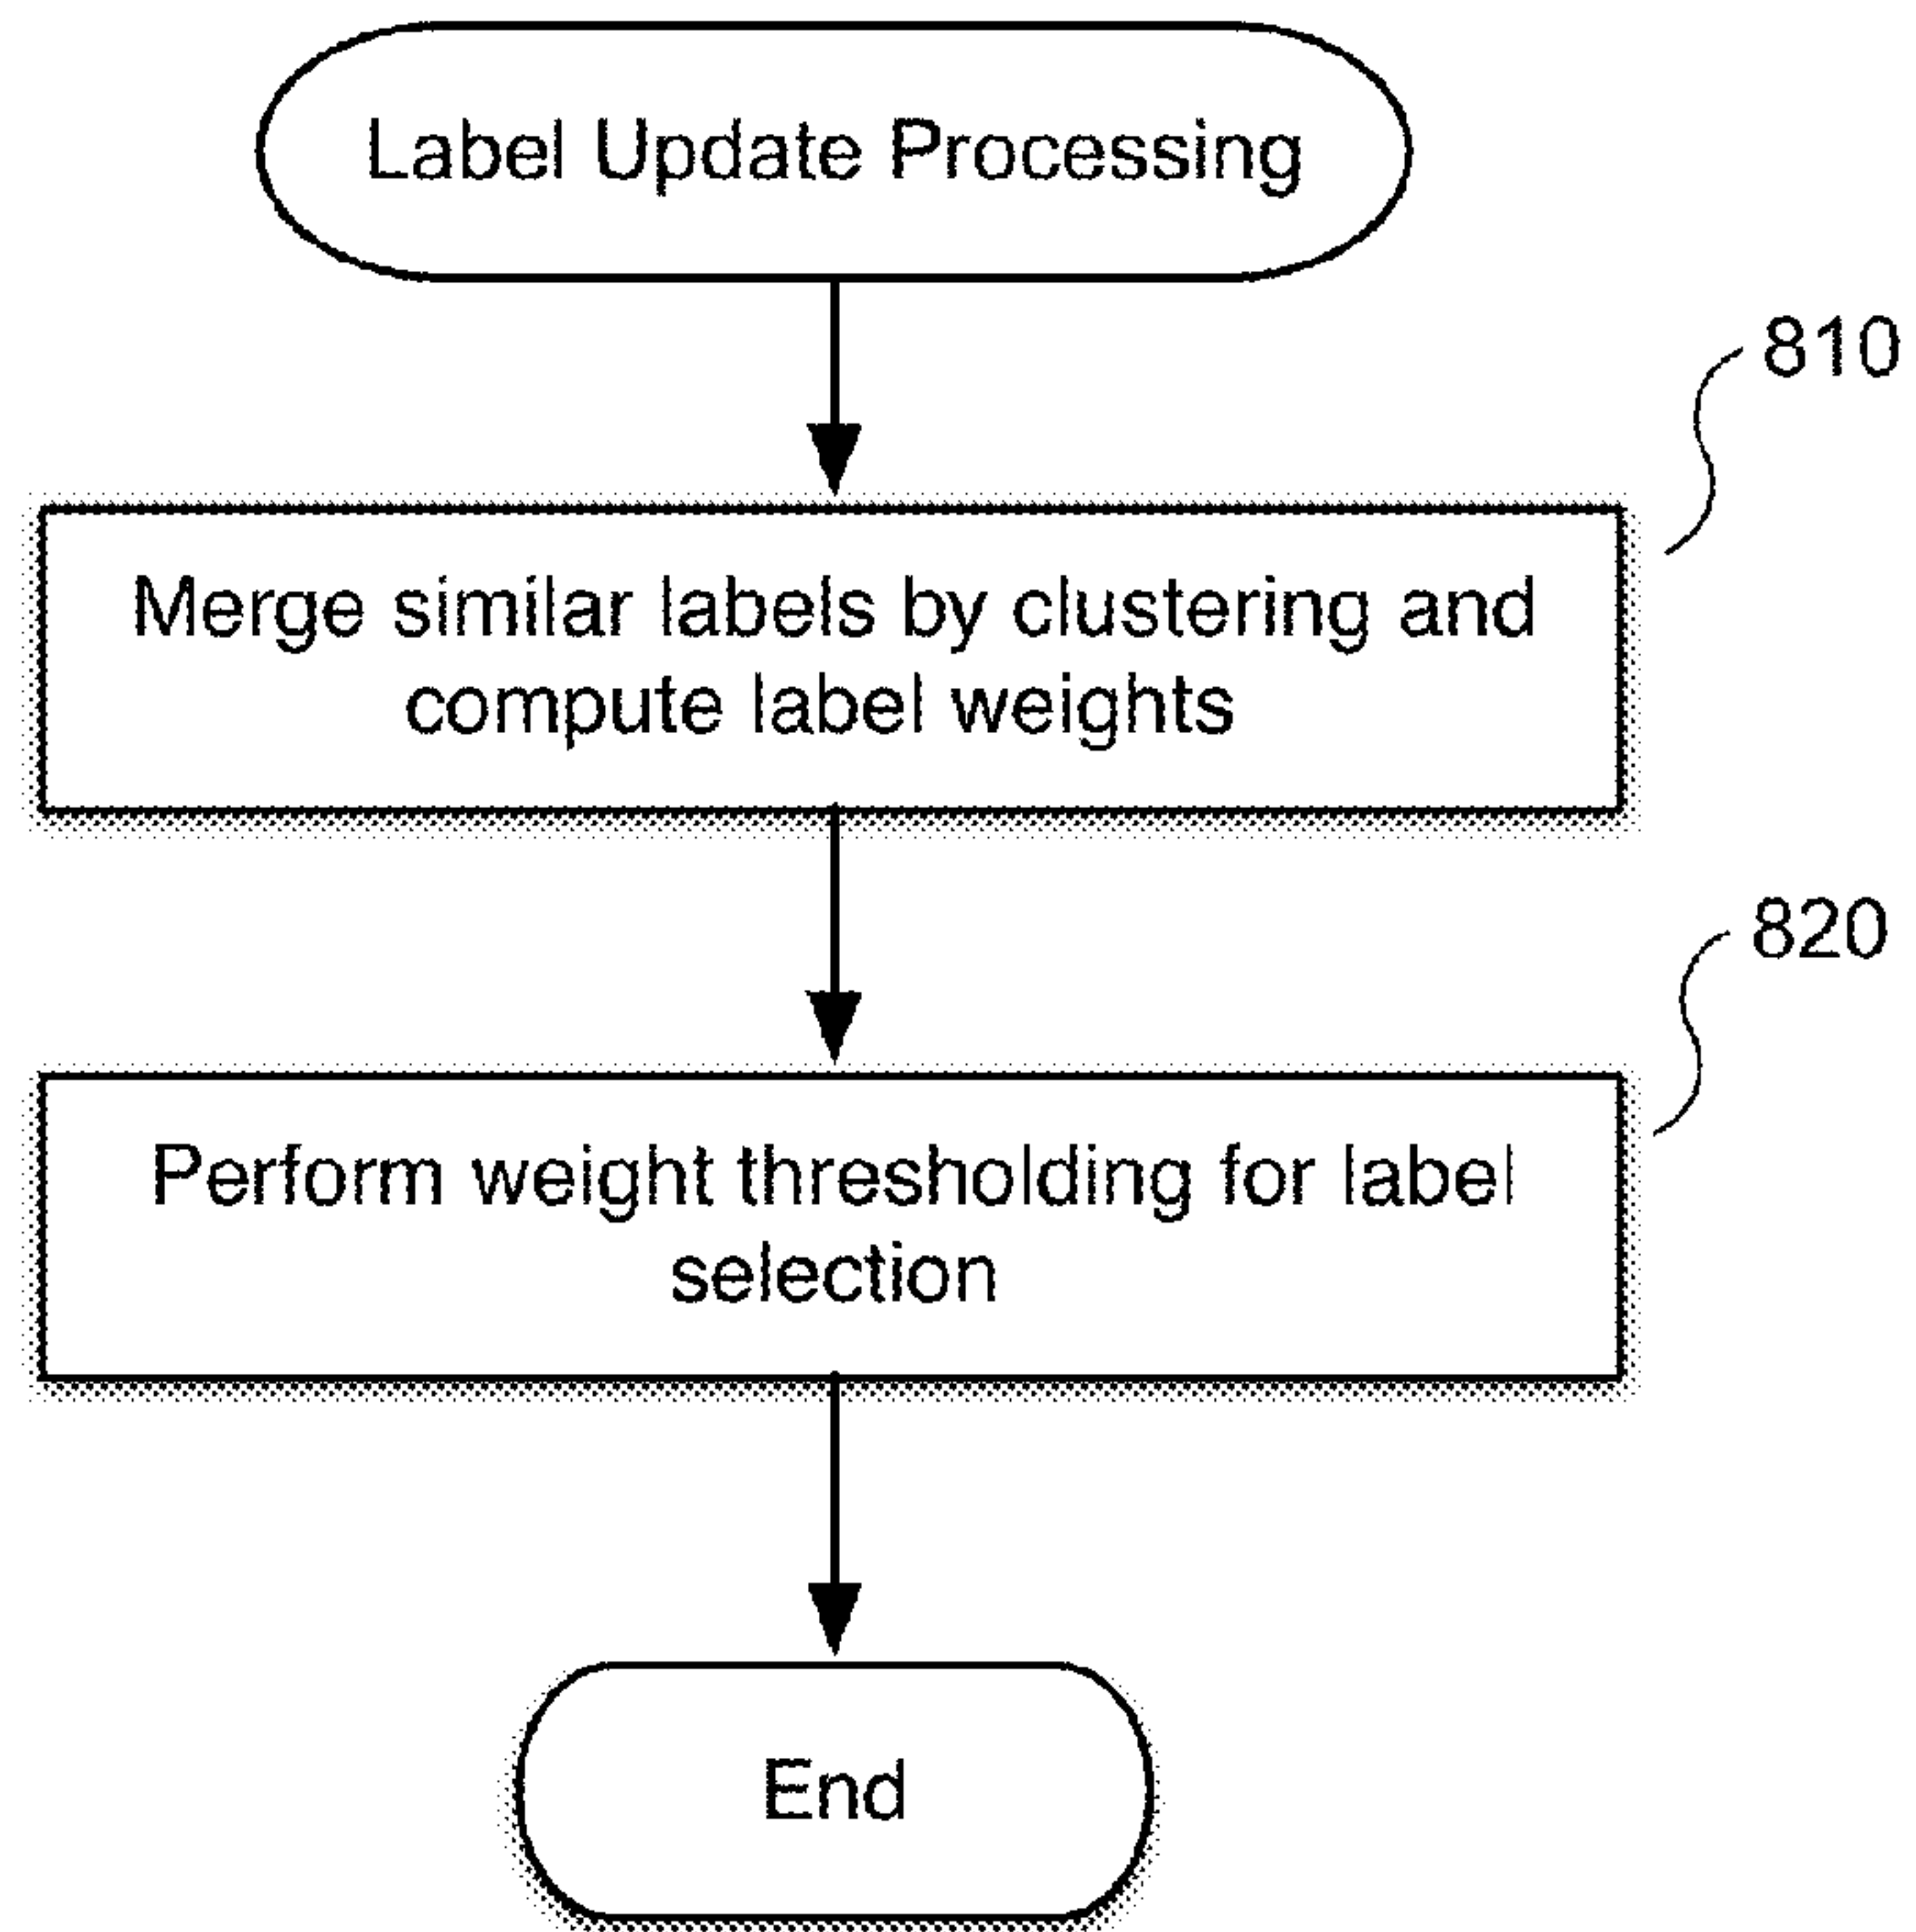 Label Update Processing
810
Merge similar labels by clustering and
compute label weights
820
Perform weight thresholding for label
selection
End